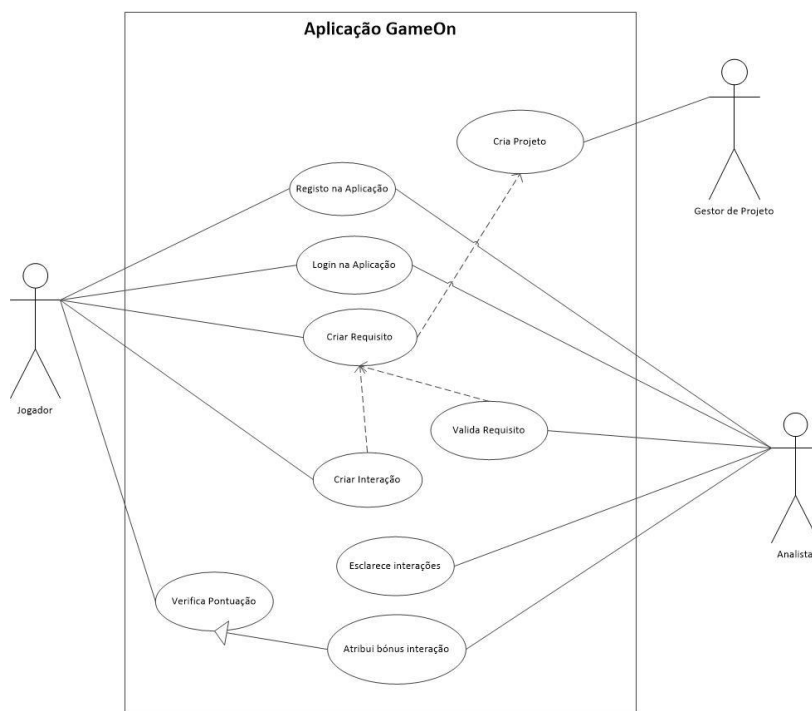 Aplicação GameOn
Cria Projeto
Gestor de Projeto
Registo na Aplicação
Login na Aplicação
Criar Requisito
Jogador
Valida Requisito
Criar Interação
Analista
Esclarece interações
Verifica Pontuação
Atribui bónus interação